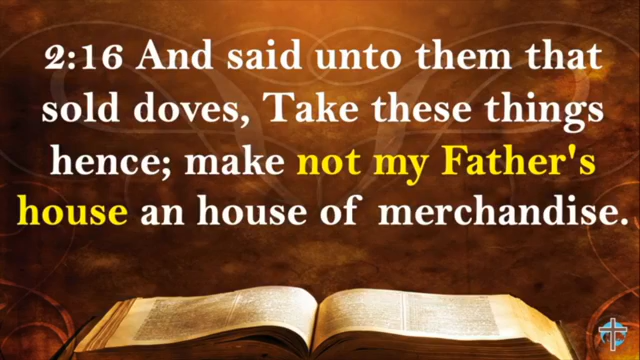 2:16 And said unto them that
sold doves, Take these things
hence; make not my Father's
house an house of merchandise.